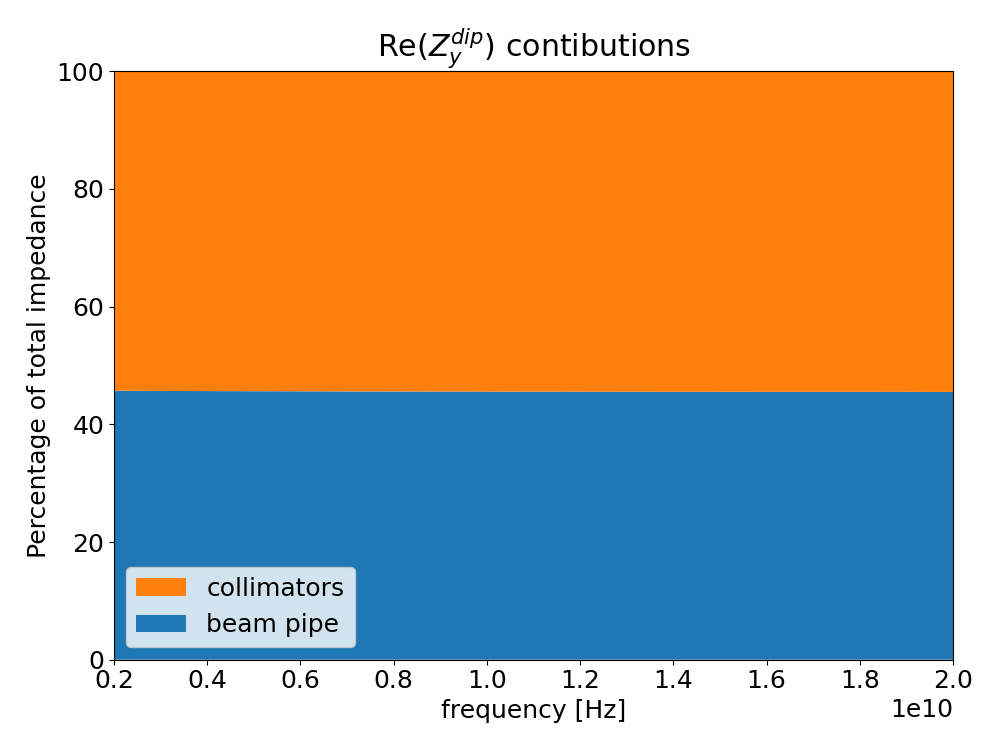 Re(Z_y^{dip}) contibutions
Percentage of total impedance
100
80
60
40
20
0
collimators
beam pipe
0.2 0.4 0.6 0.8 1.0 1.2 1.4 1.6 1.8 2.0
frequency [Hz]
1e10